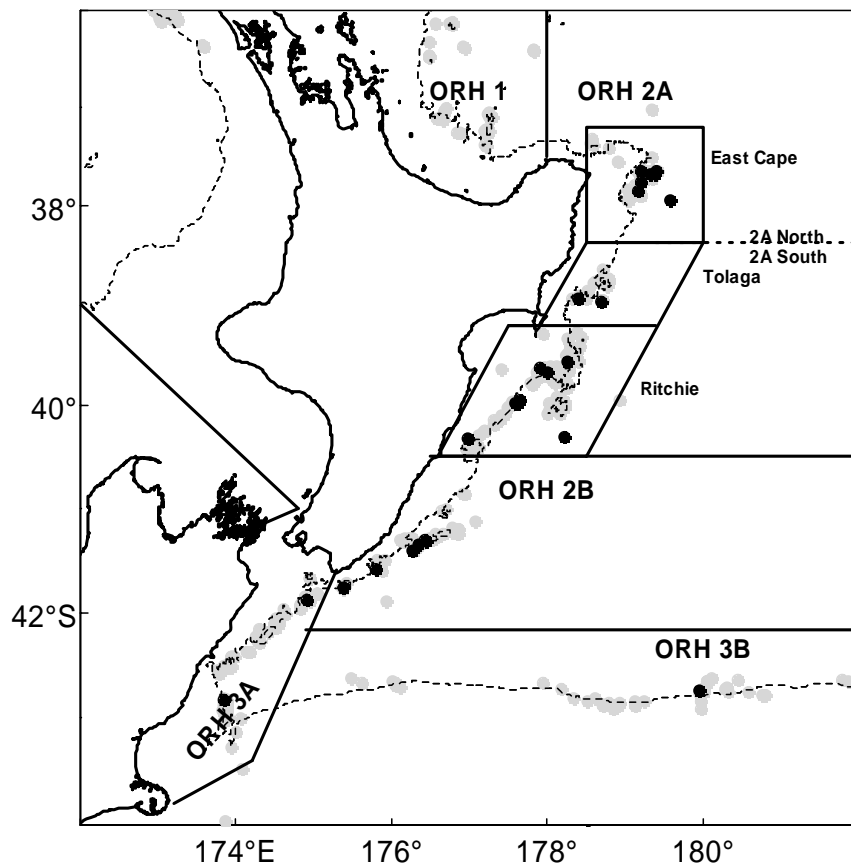 ORH 1
ORH 2A
East Cape
38°
2A North
2A South
Tolaga
Ritchie
40°
ORH 2B
42°S
ORH 3B
ORH 3A
174°E
176°
178°
180°